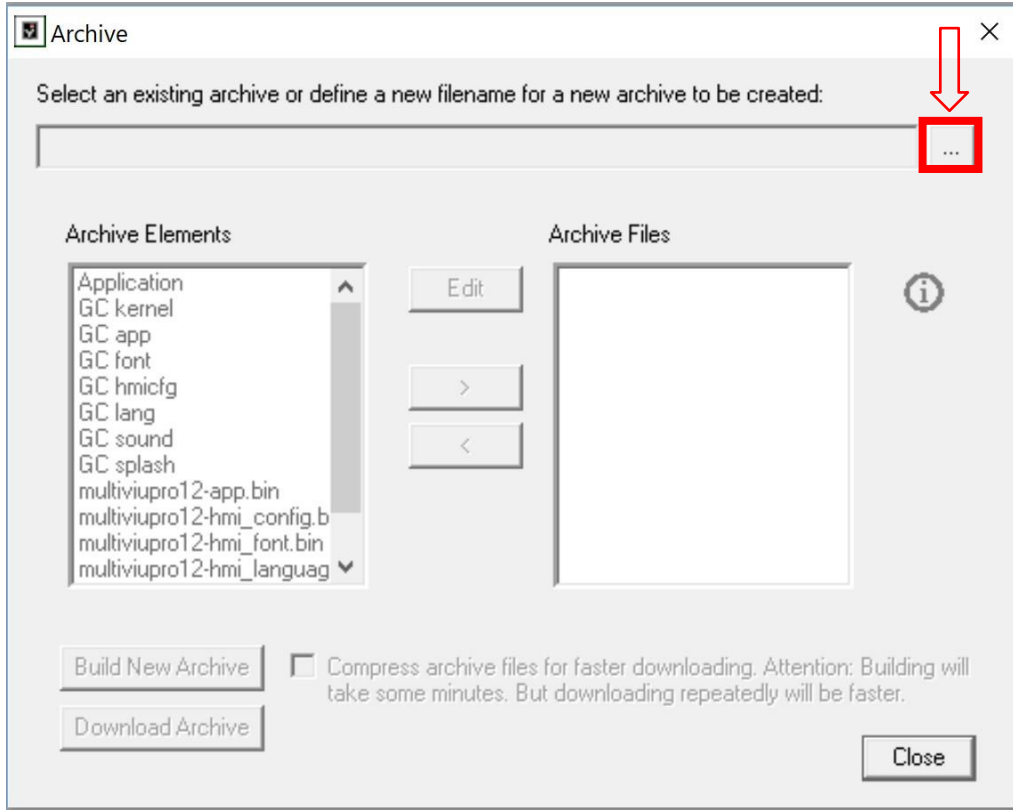 Archive
Select an existing archive or define a new filename for a new archive to be created:
...
Archive Elements
Archive Files
Application
GC kernel
GC app
GC font
GC hmicfg
GC lang
GC sound
GC splash
multiviupro12-app.bin
multiviupro12-hmi_config.b
multiviupro12-hmi_font.bin
multiviupro12-hmi_languag
Edit
>
<
Build New Archive
Compress archive files for faster downloading. Attention: Building will
take some minutes. But downloading repeatedly will be faster.
Download Archive
Close